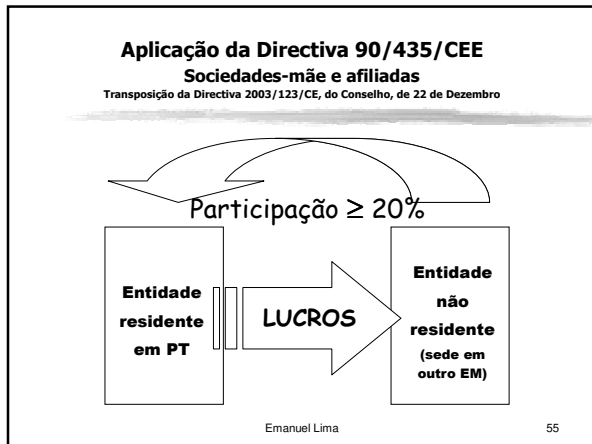 Aplicação da Directiva 90/435/CEE
Sociedades-mãe e afiliadas
Transposição da Directiva 2003/123/CE, do Conselho, de 22 de Dezembro
Participação ≥ 20%
Entidade
residente
em PT
LUCROS
Entidade
não
residente
(sede em
outro EM)
Emanuel Lima
55